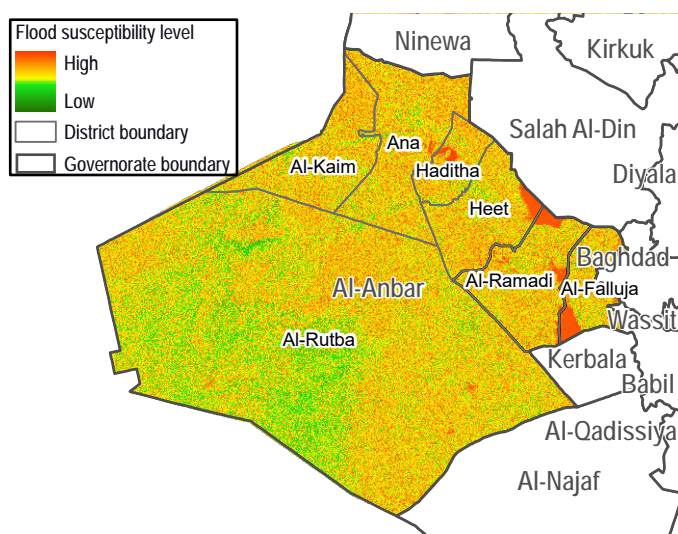 Flood susceptibility level
High
Low
District boundary
Governorate boundary
Ninewa
Kirkuk
Salah Al-Din
Diyala
Ana
Al-Kaim
Haditha
Heet
Baghdad
Al-Ramadi
Al-Falluja
Al-Anbar
Wassit
Al-Rutba
Kerbala
Babil
Al-Qadissiya
Al-Najaf